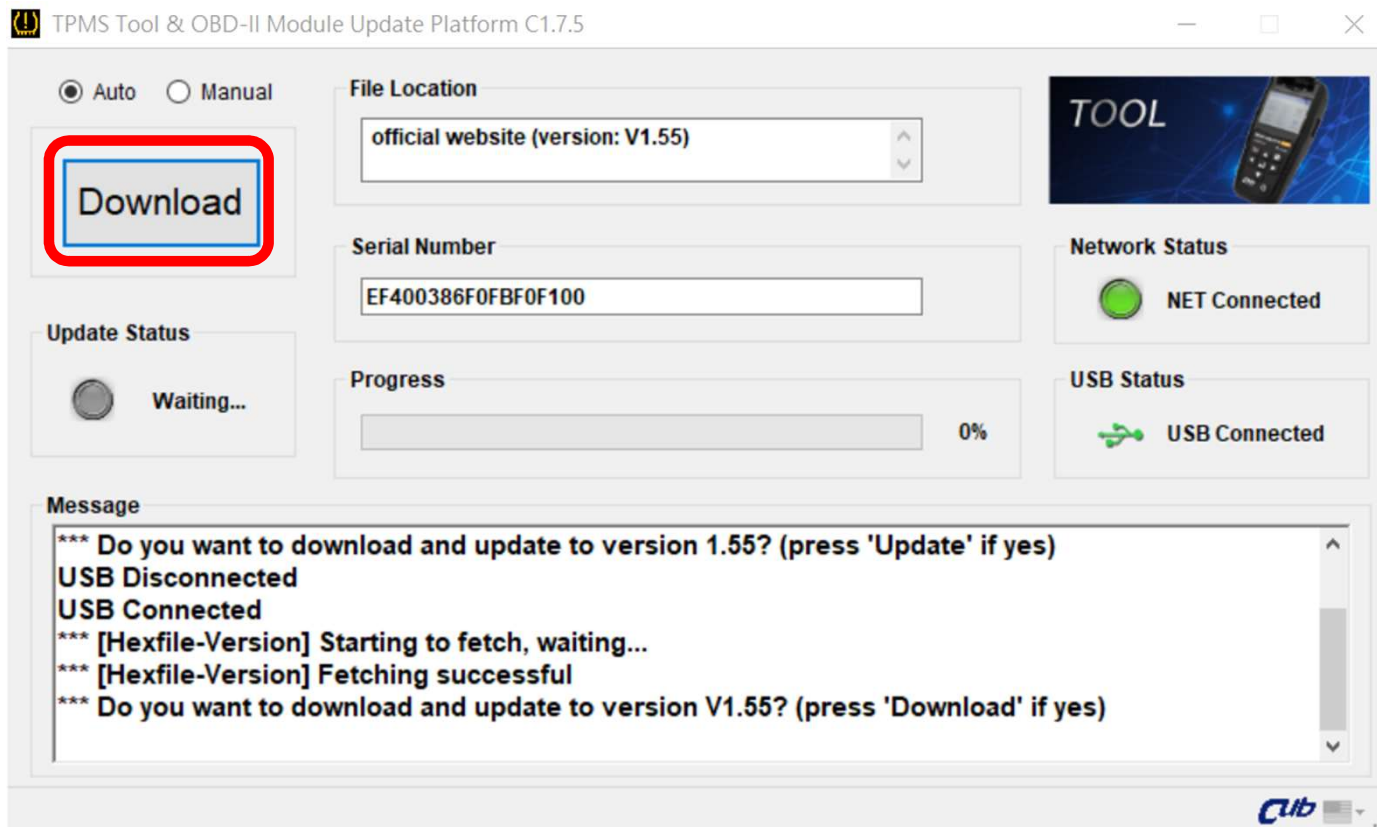 TPMS Tool & OBD-II Module Update Platform C1.7.5
Auto
Manual
Download
File Location
official website (version: V1.55)
TOOL
Serial Number
EF400386F0FBF0F100
Network Status
NET Connected
Update Status
Waiting...
Progress
0%
USB Status
USB Connected
Message
*** Do you want to download and update to version 1.55? (press 'Update' if yes)
USB Disconnected
USB Connected
*** [Hexfile-Version] Starting to fetch, waiting...
*** [Hexfile-Version] Fetching successful
*** Do you want to download and update to version V1.55? (press 'Download' if yes)
Cub